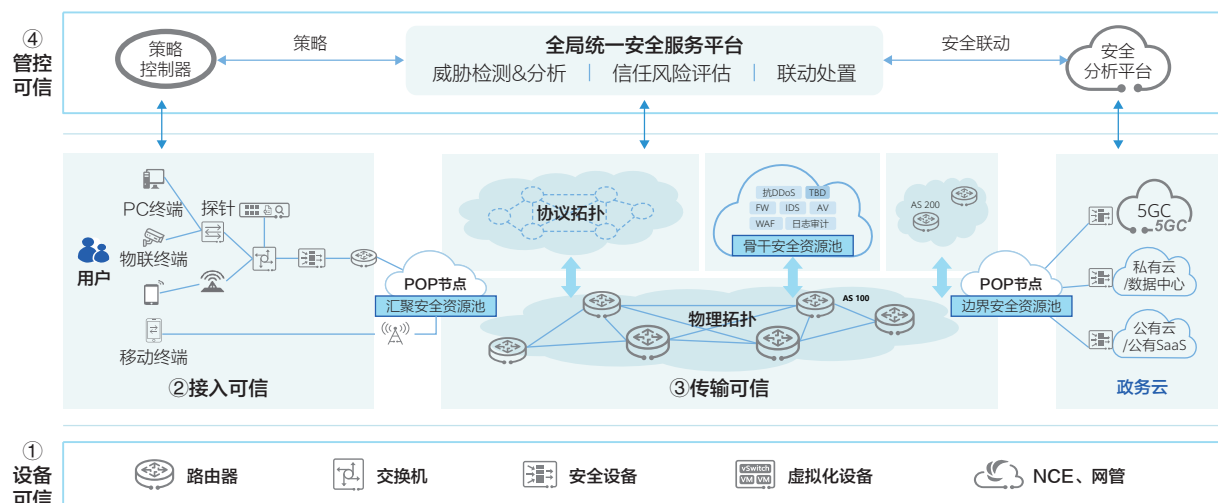 ④
管控
可信
策略
控制器
策略
全局统一安全服务平台
威胁检测&分析 | 信任风险评估 | 联动处置
安全联动
安全
分析平台
用户
PC终端
探针
物联终端
移动终端
②接入可信
POP节点
汇聚安全资源池
协议拓扑
抗DDoS TBD
FW IDS AV
WAF 日志审计
骨干安全资源池
AS 200
物理拓扑
AS 100
③传输可信
POP节点
边界安全资源池
5GC
5GC
私有云
/数据中心
公有云
/公有SaaS
政务云
①
设备
可信
路由器
交换机
安全设备
vSwitch
VM VM
虚拟化设备
NCE、网管